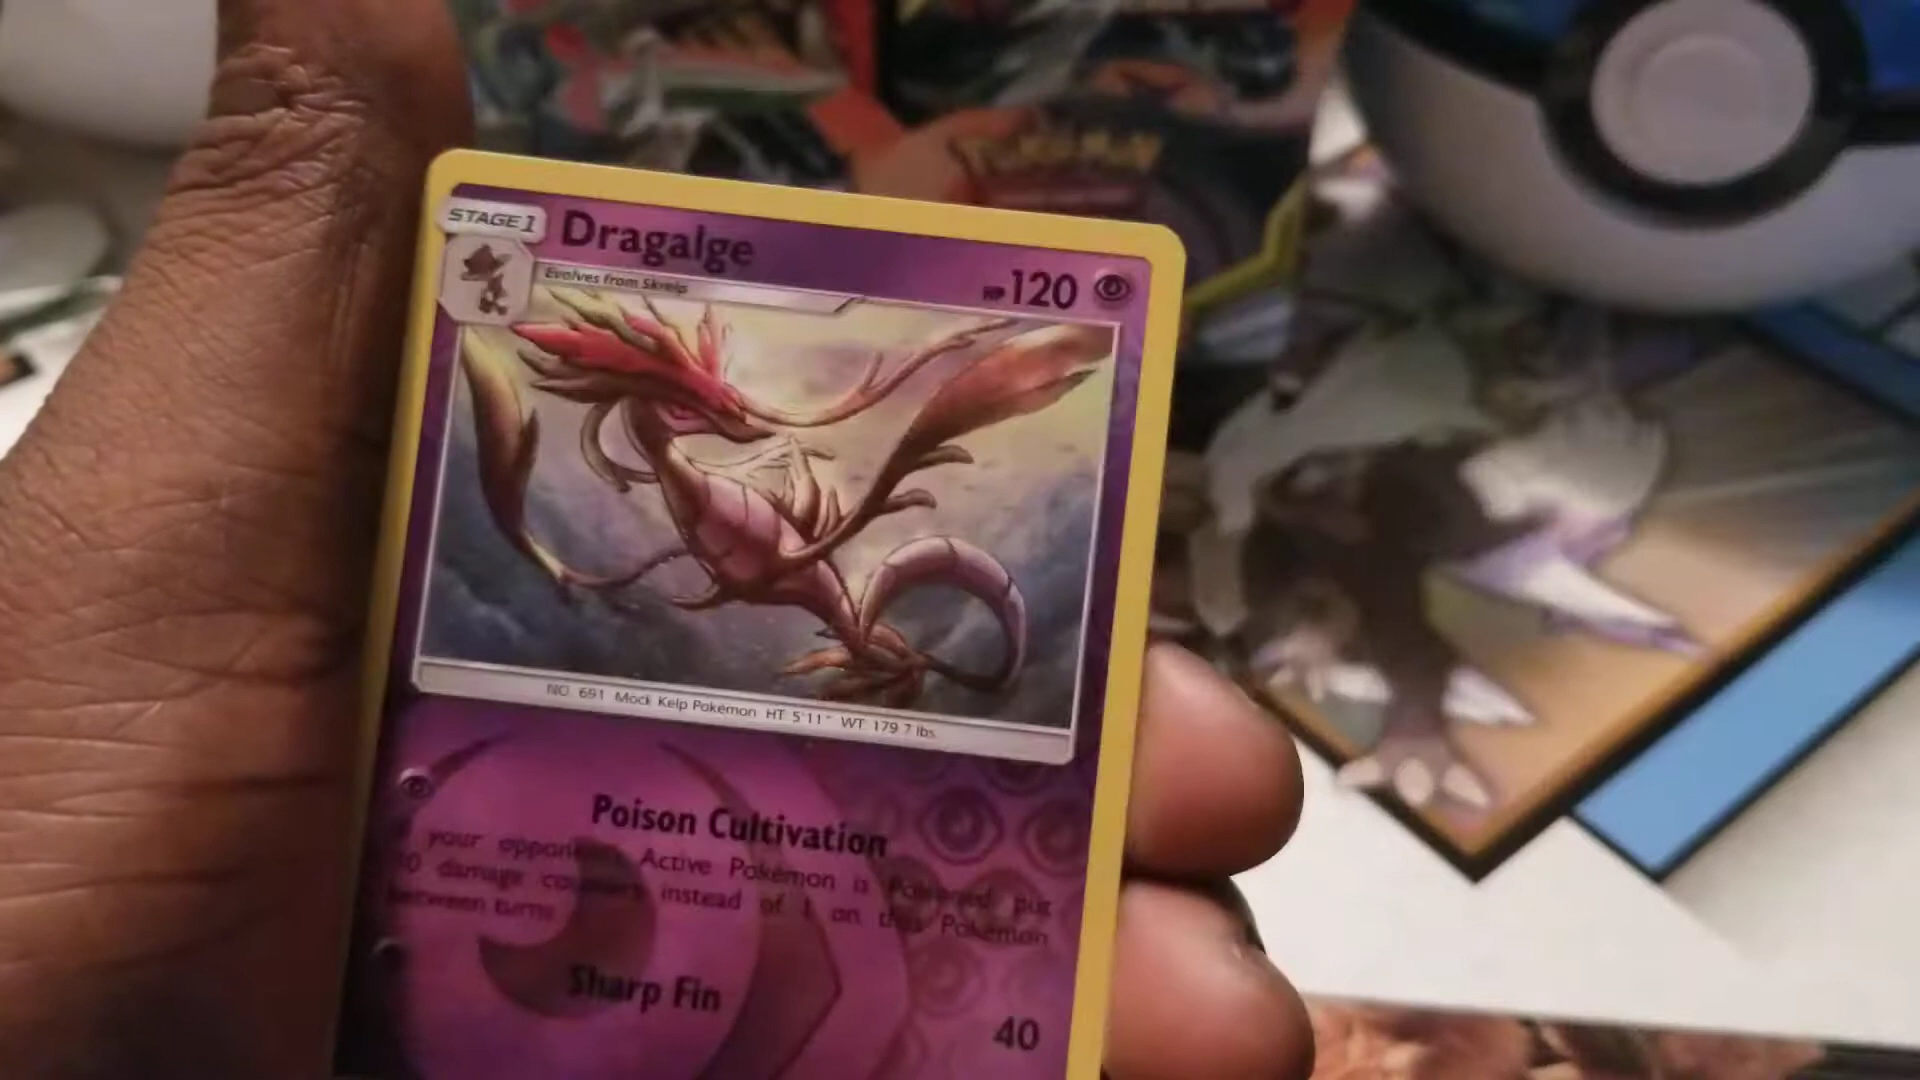 STAGE 1
Dragalge
HP 120
Evolves from Skrelp
NO. 691 Mock Kelp Pokémon HT 5'11" WT 179.7 lbs.
Poison Cultivation
your opponent's Active Pokémon is Poisoned put
10 damage counters instead of 1 on this Pokémon
between turns
Sharp Fin
40
Pokémon